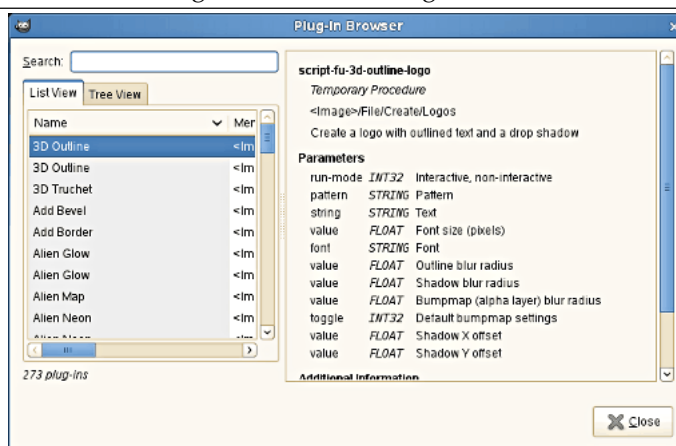 Plug-In Browser
Search:
List View Tree View
Name Mer
3D Outline <Im
3D Outline <Im
3D Truchet <Im
Add Bevel <Im
Add Border <Im
Alien Glow <Im
Alien Glow <Im
Alien Map <Im
Alien Neon <Im
Alien Neon <Im
273 plug-ins
script-fu-3d-outline-logo
Temporary Procedure
<Image>/File/Create/Logos
Create a logo with outlined text and a drop shadow
Parameters
run-mode INT32 Interactive, non-interactive
pattern STRING Pattern
string STRING Text
value FLOAT Font size (pixels)
font STRING Font
value FLOAT Outline blur radius
value FLOAT Shadow blur radius
value FLOAT Bumpmap (alpha layer) blur radius
toggle INT32 Default bumpmap settings
value FLOAT Shadow X offset
value FLOAT Shadow Y offset
Additional Information
Close